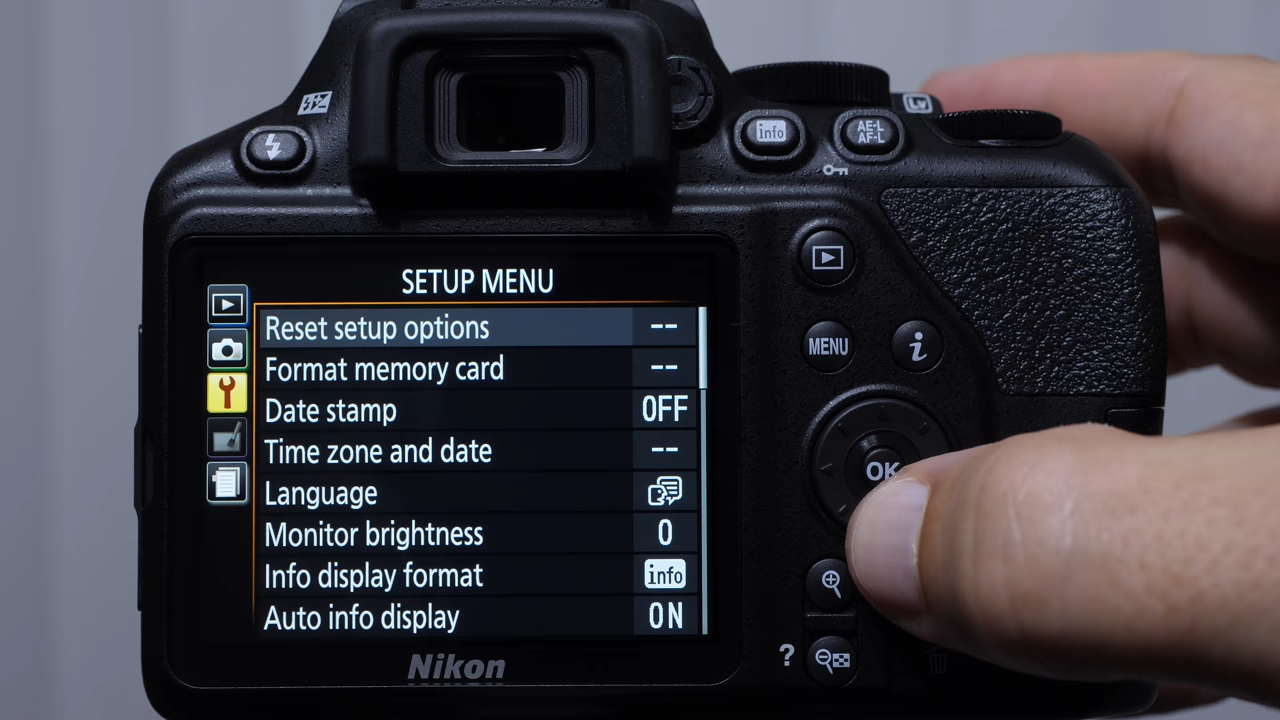 Lv
info
AE-L
AF-L
SETUP MENU
Reset setup options --
Format memory card --
Date stamp OFF
Time zone and date --
Language
Monitor brightness 0
Info display format info
Auto info display ON
MENU
i
OK
?
Nikon